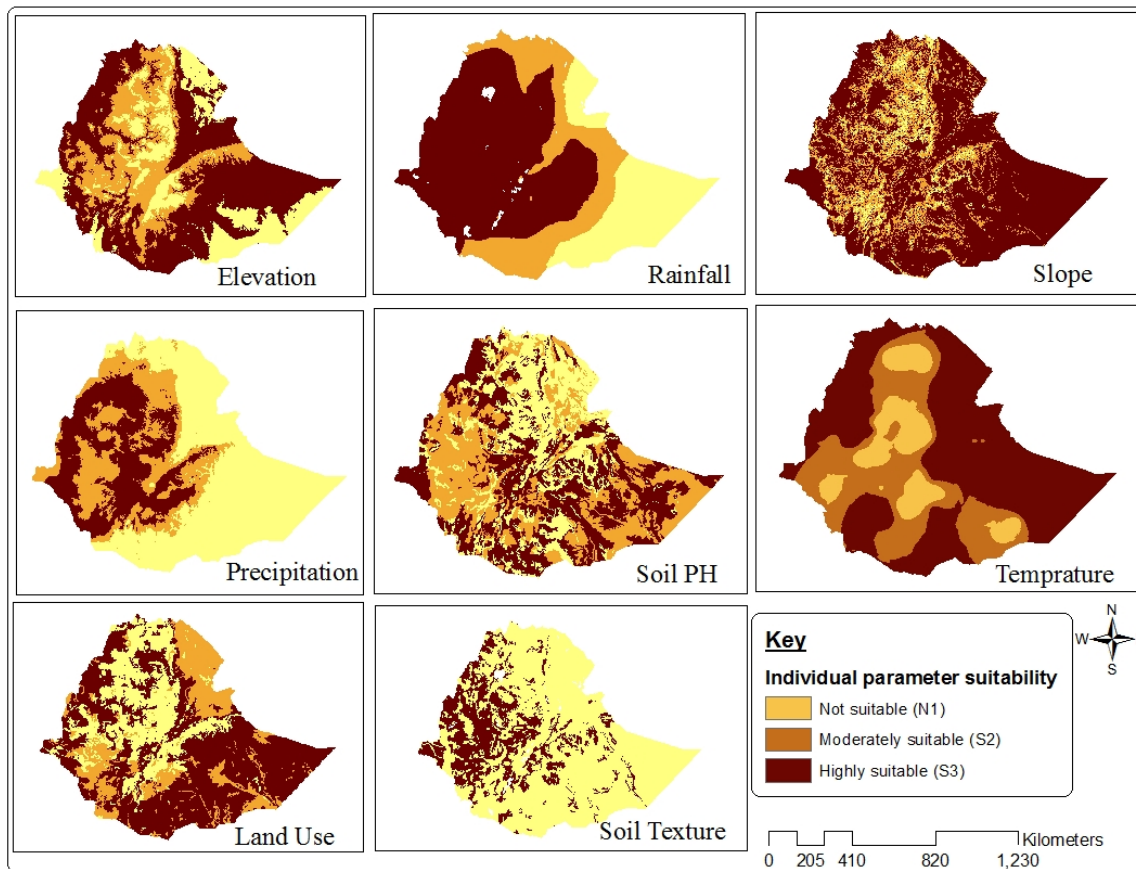 Elevation
Rainfall
Slope
Precipitation
Soil PH
Temprature
Land Use
Soil Texture
Key
Individual parameter suitability
Not suitable (N1)
Moderately suitable (S2)
Highly suitable (S3)
N
W
S
Kilometers
0 205 410 820 1,230